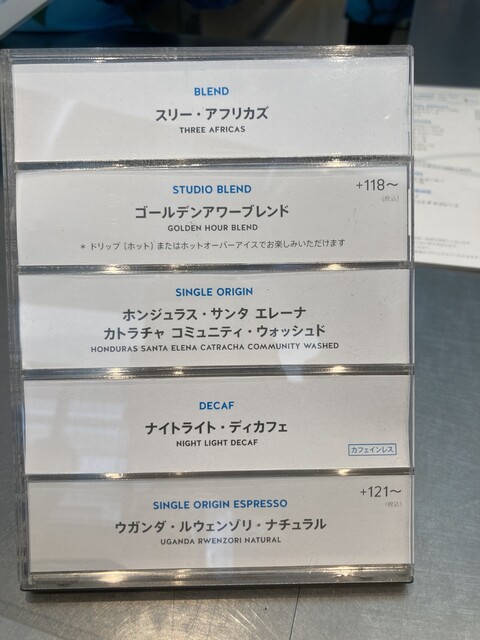 BLEND
スリー・アフリカズ
THREE AFRICAS
STUDIO BLEND
+118〜
(税込)
ゴールデンアワーブレンド
GOLDEN HOUR BLEND
* ドリップ (ホット) またはホットオーバーアイスでお楽しみいただけます
SINGLE ORIGIN
ホンジュラス・サンタ エレーナ
カトラチャ コミュニティ・ウォッシュド
HONDURAS SANTA ELENA CATRACHA COMMUNITY WASHED
DECAF
ナイトライト・ディカフェ
NIGHT LIGHT DECAF
カフェインレス
SINGLE ORIGIN ESPRESSO
+121〜
(税込)
ウガンダ・ルウェンゾリ・ナチュラル
UGANDA RWENZORI NATURAL